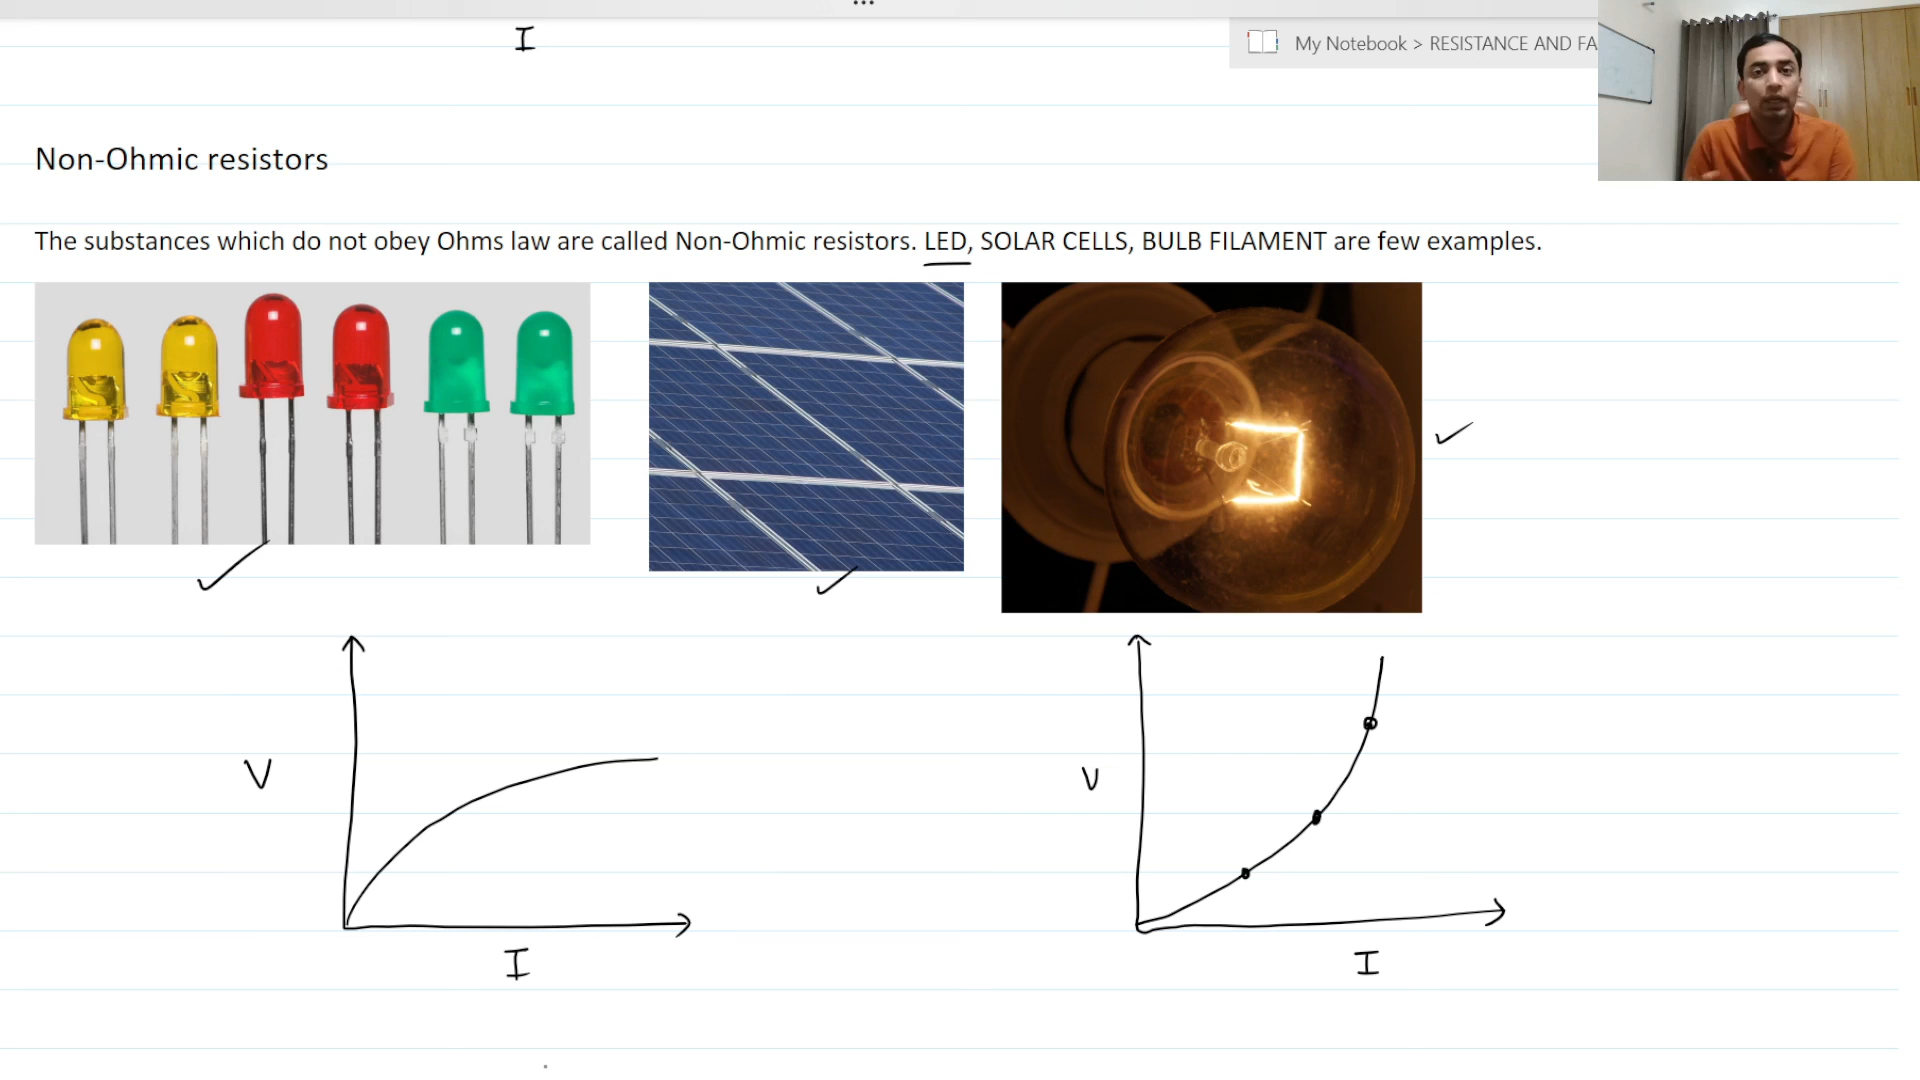 I
My Notebook > RESISTANCE AND FA
Non-Ohmic resistors
The substances which do not obey Ohms law are called Non-Ohmic resistors. LED, SOLAR CELLS, BULB FILAMENT are few examples.
V
I
V
I